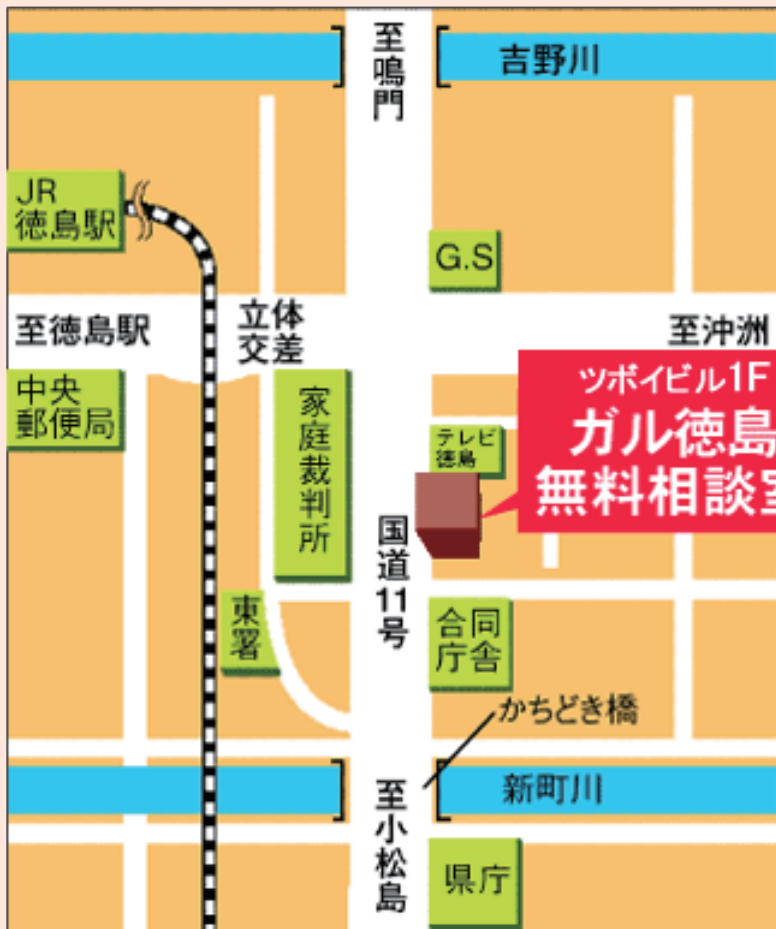 至鳴門
吉野川
JR
徳島駅
G.S
至徳島駅
立体
交差
至沖洲
中央
郵便局
家庭裁判所
テレビ
徳島
ツボイビル1F
ガル徳島
無料相談室
国道11号
東署
合同
庁舎
かちどき橋
新町川
至小松島
県庁